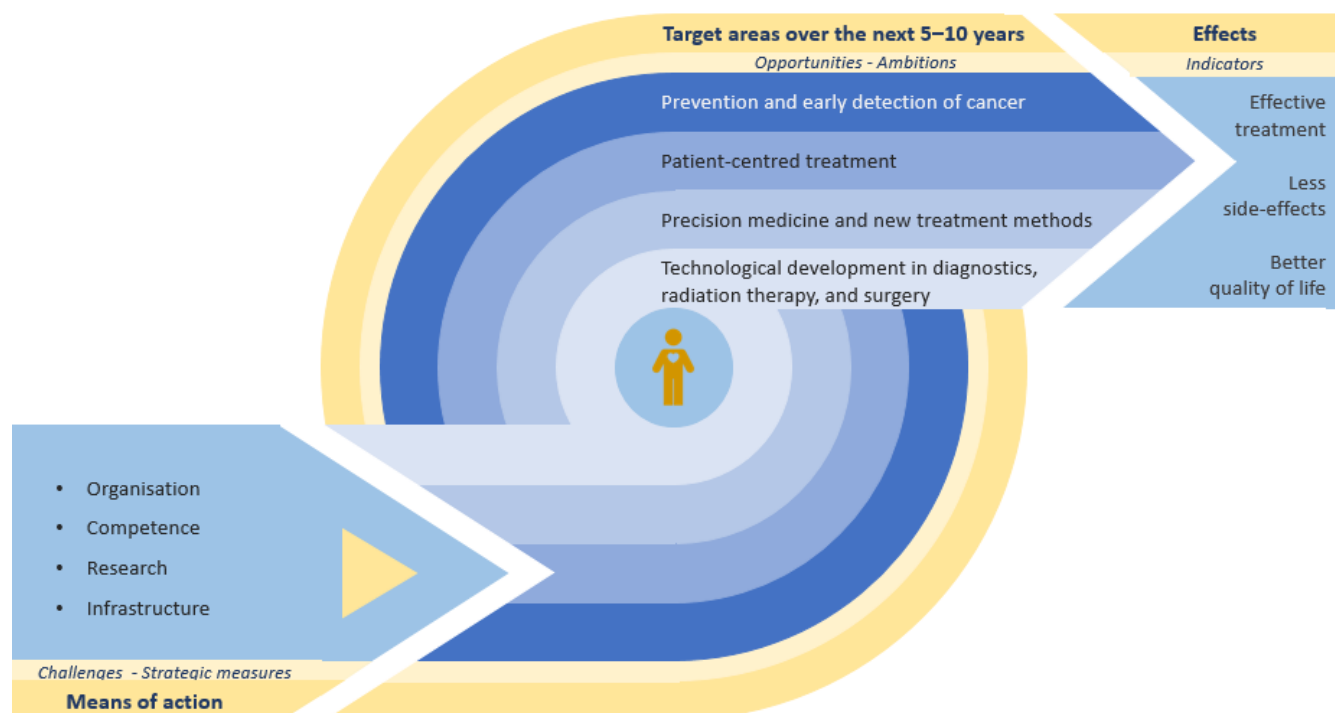 Target areas over the next 5–10 years
Opportunities - Ambitions
Prevention and early detection of cancer
Patient-centred treatment
Precision medicine and new treatment methods
Technological development in diagnostics,
radiation therapy, and surgery
Effects
Indicators
Effective
treatment
Less
side-effects
Better
quality of life
• Organisation
• Competence
• Research
• Infrastructure
Challenges - Strategic measures
Means of action